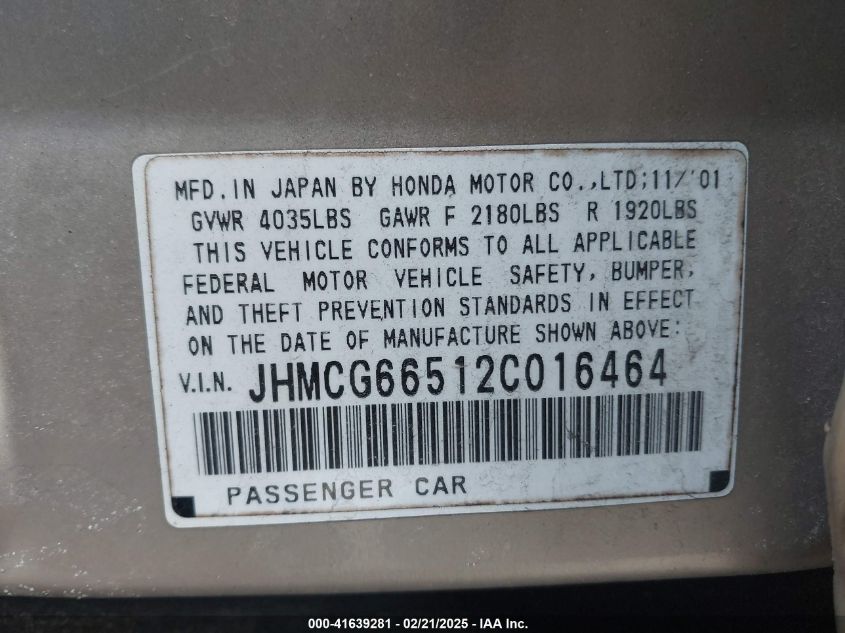 MFD.IN JAPAN BY HONDA MOTOR CO.,LTD;11/'01
GVWR 4035LBS GAWR F 2180LBS R 1920LBS
THIS VEHICLE CONFORMS TO ALL APPLICABLE
FEDERAL MOTOR VEHICLE SAFETY, BUMPER,
AND THEFT PREVENTION STANDARDS IN EFFECT
ON THE DATE OF MANUFACTURE SHOWN ABOVE:
V.I.N. JHMCG66512C016464
PASSENGER CAR
000-41639281 - 02/21/2025 - IAA Inc.